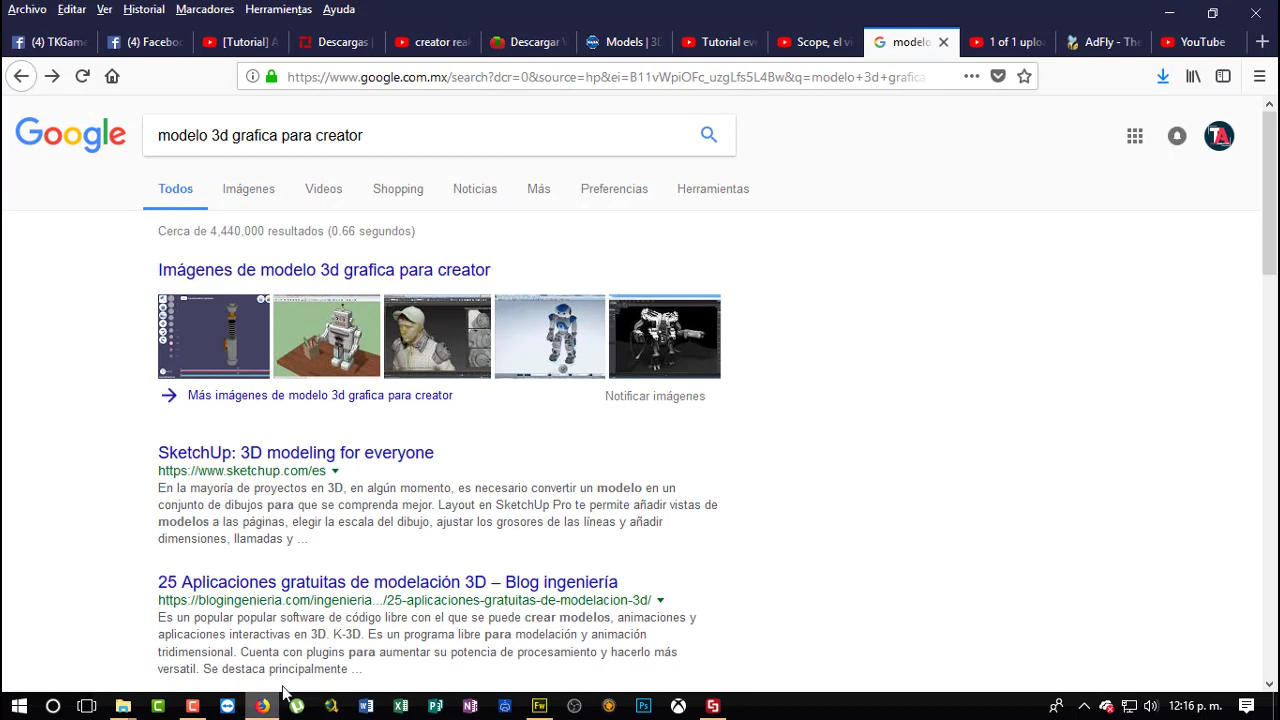 Archivo Editar Ver Historial Marcadores Herramientas Ayuda
(4) TKGame (4) Faceboo [Tutorial] A Descargas creator rea Descargar Models | 3D Tutorial ev Scope, el v modelo 1 of 1 uplo AdFly - The YouTube
https://www.google.com.mx/search?dcr=0&source=hp&ei=B11vWpiOFc_uzgLfs5L4Bw&q=modelo+3d+grafica
Google modelo 3d grafica para creator TA
Todos Imágenes Videos Shopping Noticias Más Preferencias Herramientas
Cerca de 4,440,000 resultados (0.66 segundos)
Imágenes de modelo 3d grafica para creator
Más imágenes de modelo 3d grafica para creator Notificar imágenes
SketchUp: 3D modeling for everyone
https://www.sketchup.com/es
En la mayoría de proyectos en 3D, en algún momento, es necesario convertir un modelo en un
conjunto de dibujos para que se comprenda mejor. Layout en SketchUp Pro te permite añadir vistas de
modelos a las páginas, elegir la escala del dibujo, ajustar los grosores de las líneas y añadir
dimensiones, llamadas y ...
25 Aplicaciones gratuitas de modelación 3D – Blog ingeniería
https://blogingenieria.com/ingenieria.../25-aplicaciones-gratuitas-de-modelacion-3d/
Es un popular popular software de código libre con el que se puede crear modelos, animaciones y
aplicaciones interactivas en 3D. K-3D. Es un programa libre para modelación y animación
tridimensional. Cuenta con plugins para aumentar su potencia de procesamiento y hacerlo más
versatil. Se destaca principalmente ...
12:16 p. m.